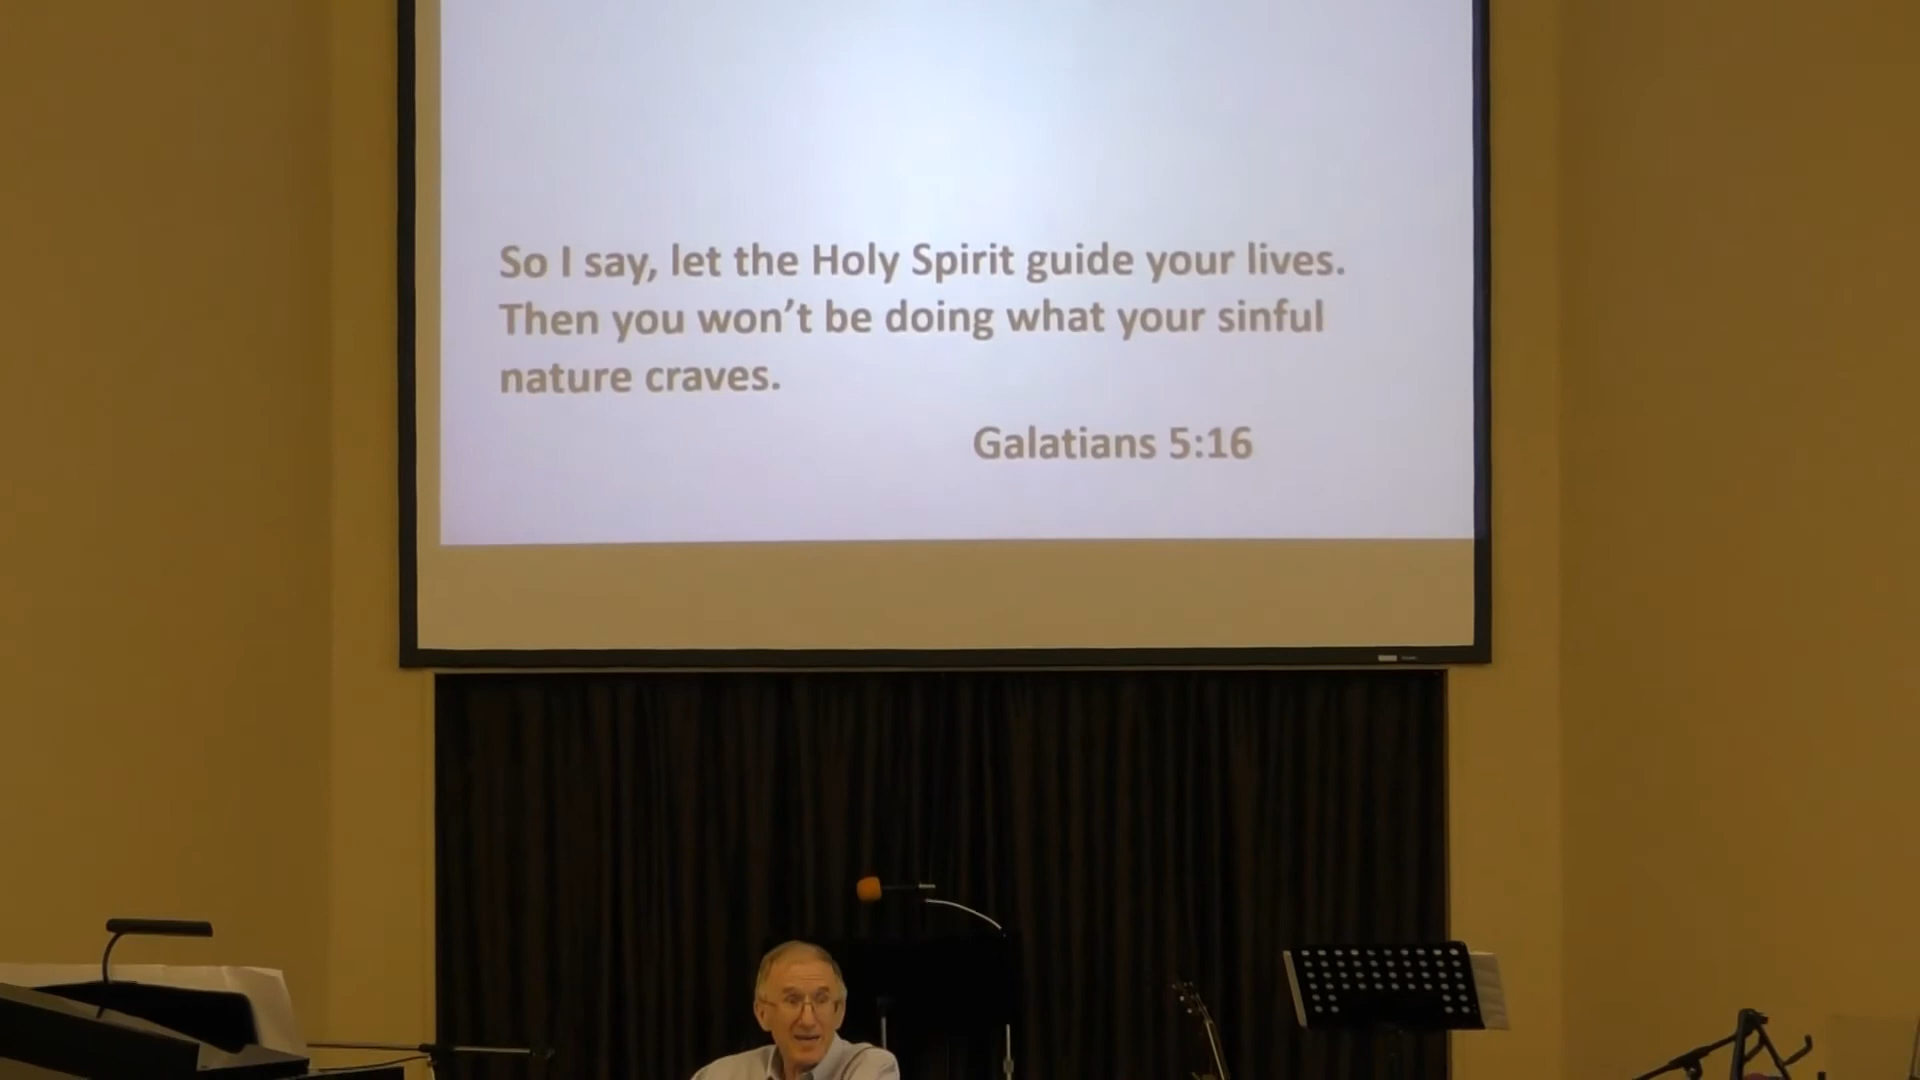 So I say, let the Holy Spirit guide your lives.
Then you won’t be doing what your sinful
nature craves.
Galatians 5:16